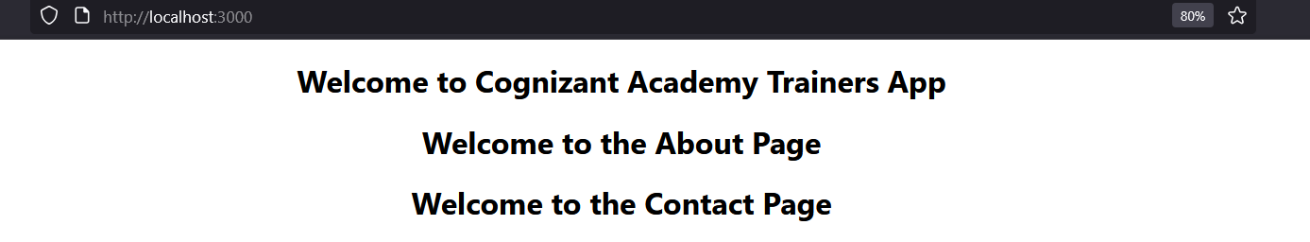 http://localhost:3000 80%
Welcome to Cognizant Academy Trainers App
Welcome to the About Page
Welcome to the Contact Page